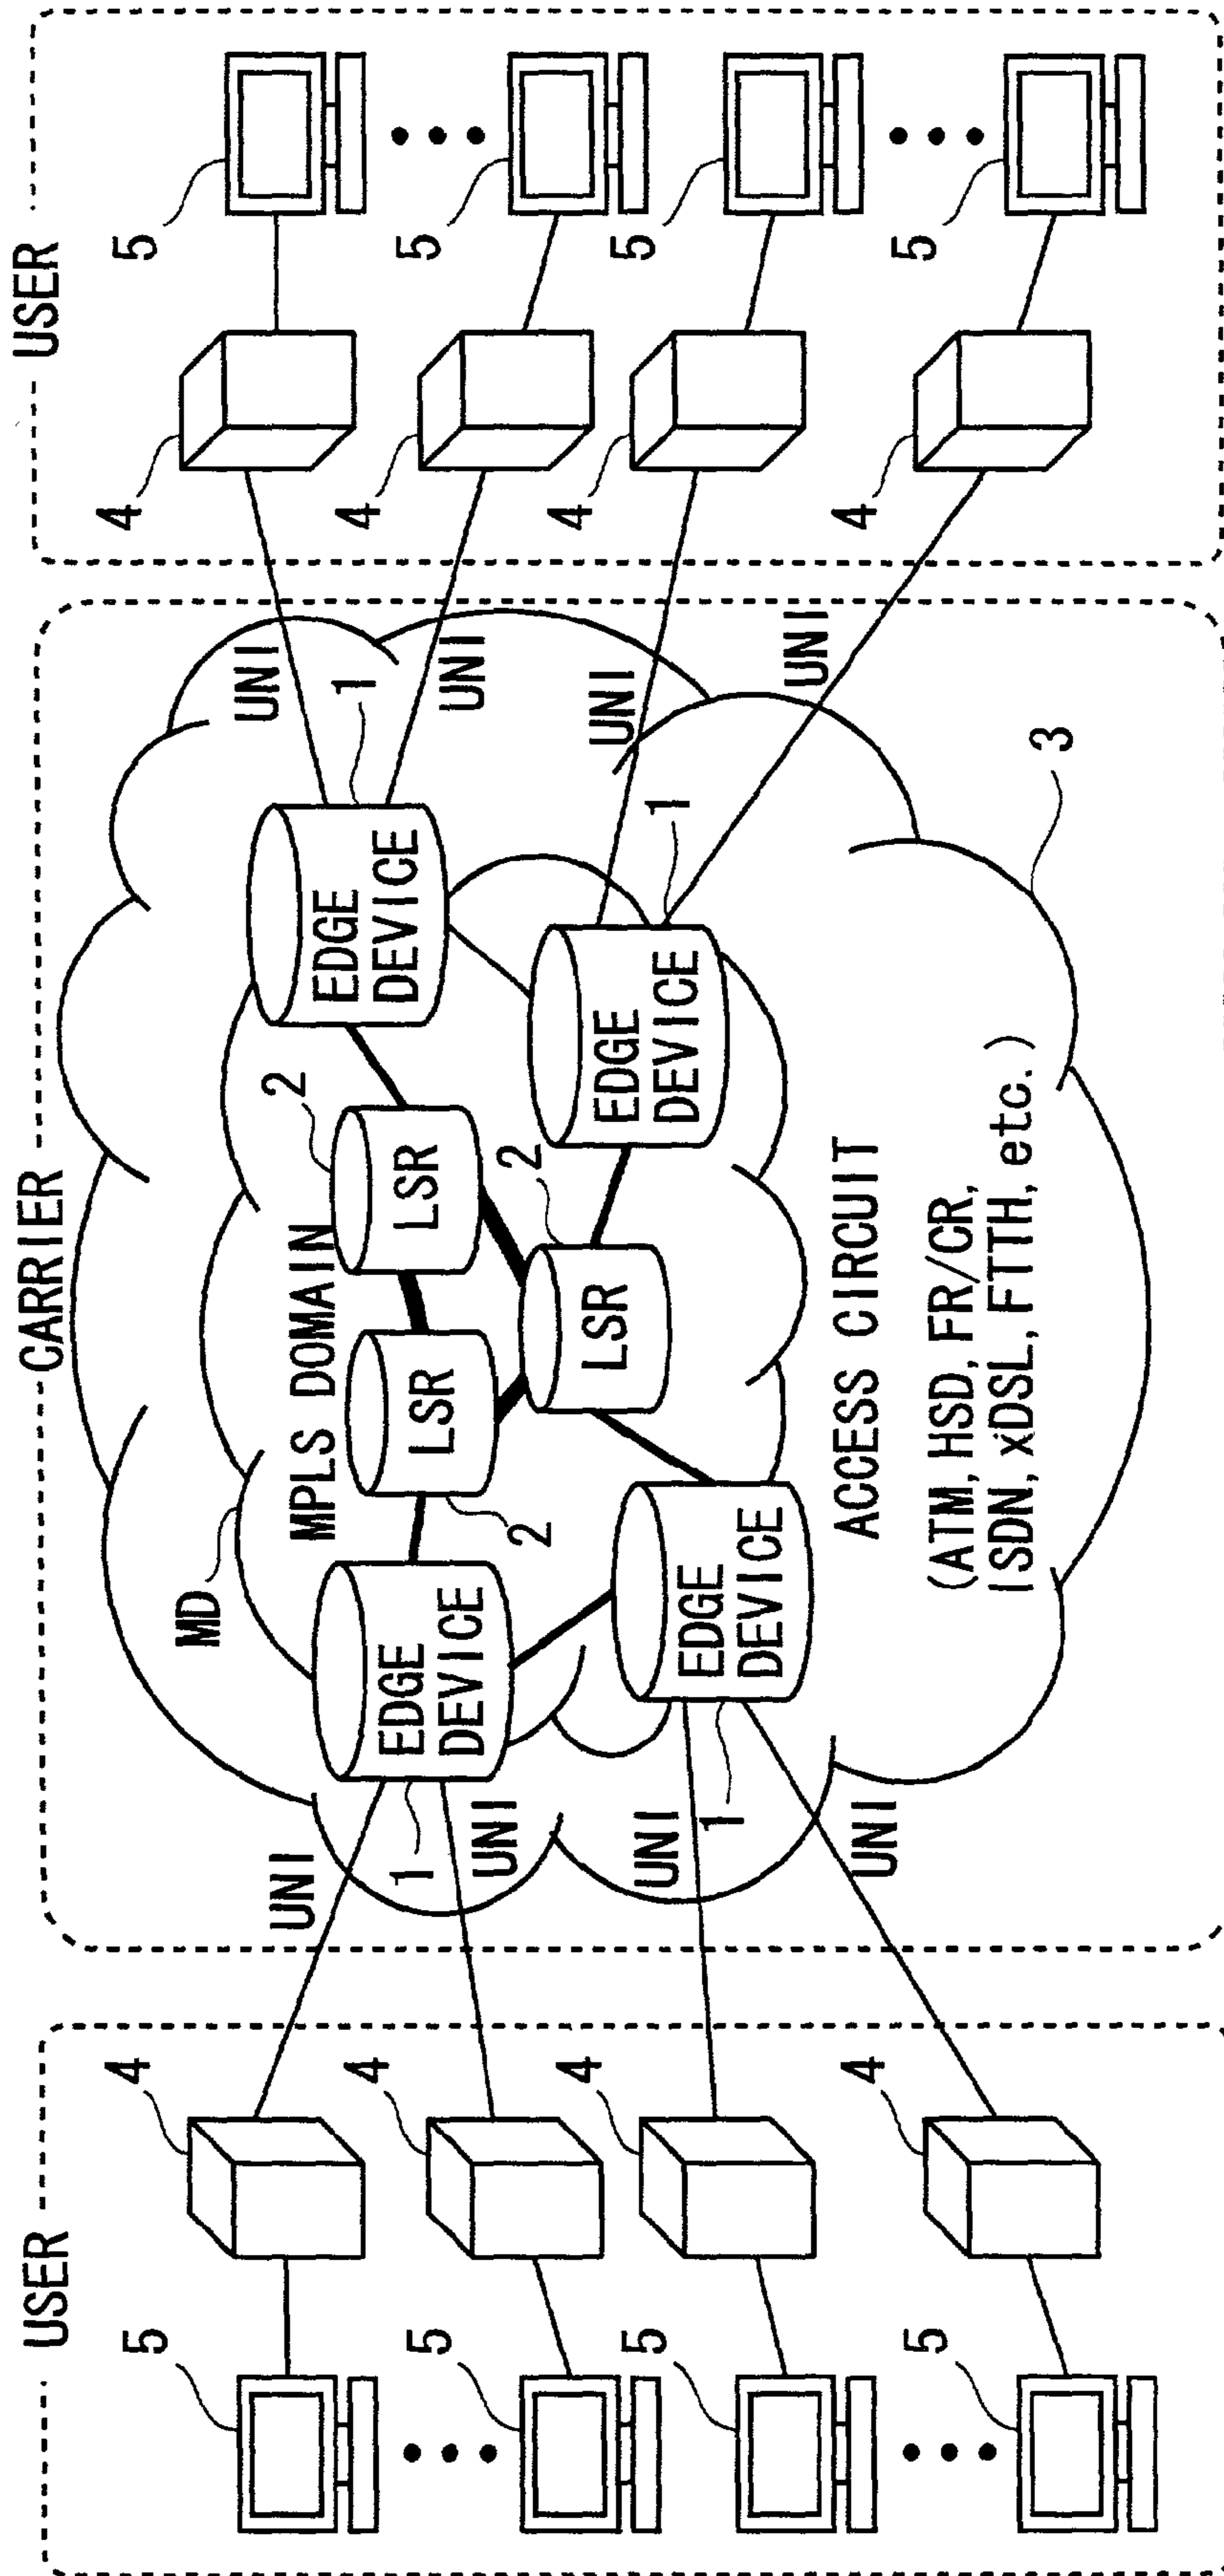 USER
5
4
5
4
5
4
5
4
CARRIER
MD
MPLS DOMAIN
UNI
1
EDGE
DEVICE
UNI
2
LSR
2
LSR
UNI
1
EDGE
DEVICE
UNI
UNI
1
EDGE
DEVICE
UNI
2
LSR
UNI
1
EDGE
DEVICE
UNI
ACCESS CIRCUIT
(ATM, HSD, FR/CR,
ISDN, xDSL, FTTH, etc. )
3
USER
4
5
4
5
4
5
4
5